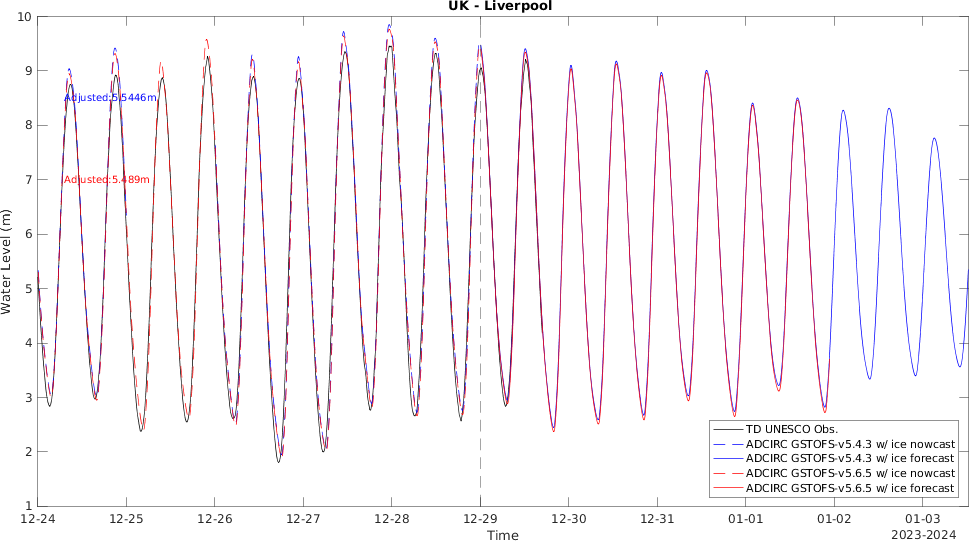 UK - Liverpool
10
9
8
7
6
5
4
3
2
1
Water Level (m)
Adjusted:5.5446m
Adjusted:5.489m
TD UNESCO Obs.
ADCIRC GSTOFS-v5.4.3 w/ ice nowcast
ADCIRC GSTOFS-v5.4.3 w/ ice forecast
ADCIRC GSTOFS-v5.6.5 w/ ice nowcast
ADCIRC GSTOFS-v5.6.5 w/ ice forecast
12-24 12-25 12-26 12-27 12-28 12-29 12-30 12-31 01-01 01-02 01-03
Time
2023-2024